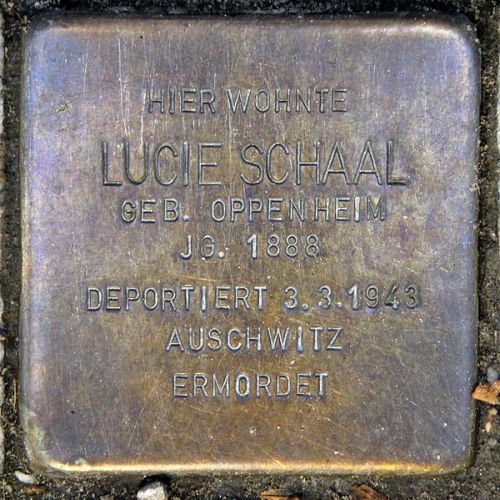 HIER WOHNTE
LUCIE SCHAAL
GEB. OPPENHEIM
JG. 1888
DEPORTIERT 3.3.1943
AUSCHWITZ
ERMORDET